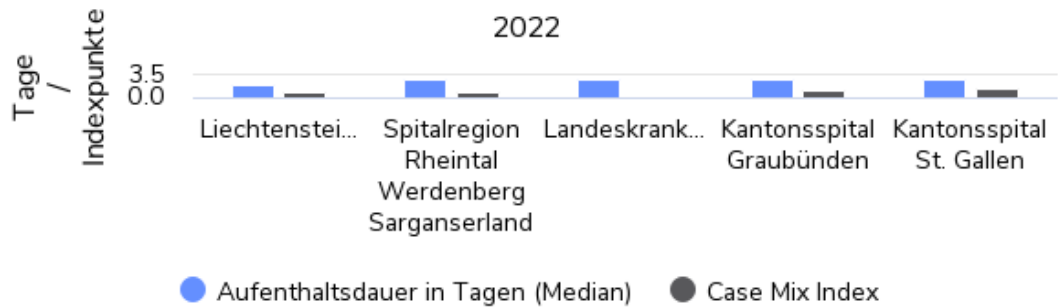 2022
Tage
/
Indexpunkte
3.5
0.0
Liechtenstei...
Spitalregion
Rheintal
Werdenberg
Sarganserland
Landeskrank...
Kantonsspital
Graubünden
Kantonsspital
St. Gallen
Aufenthaltsdauer in Tagen (Median)
Case Mix Index